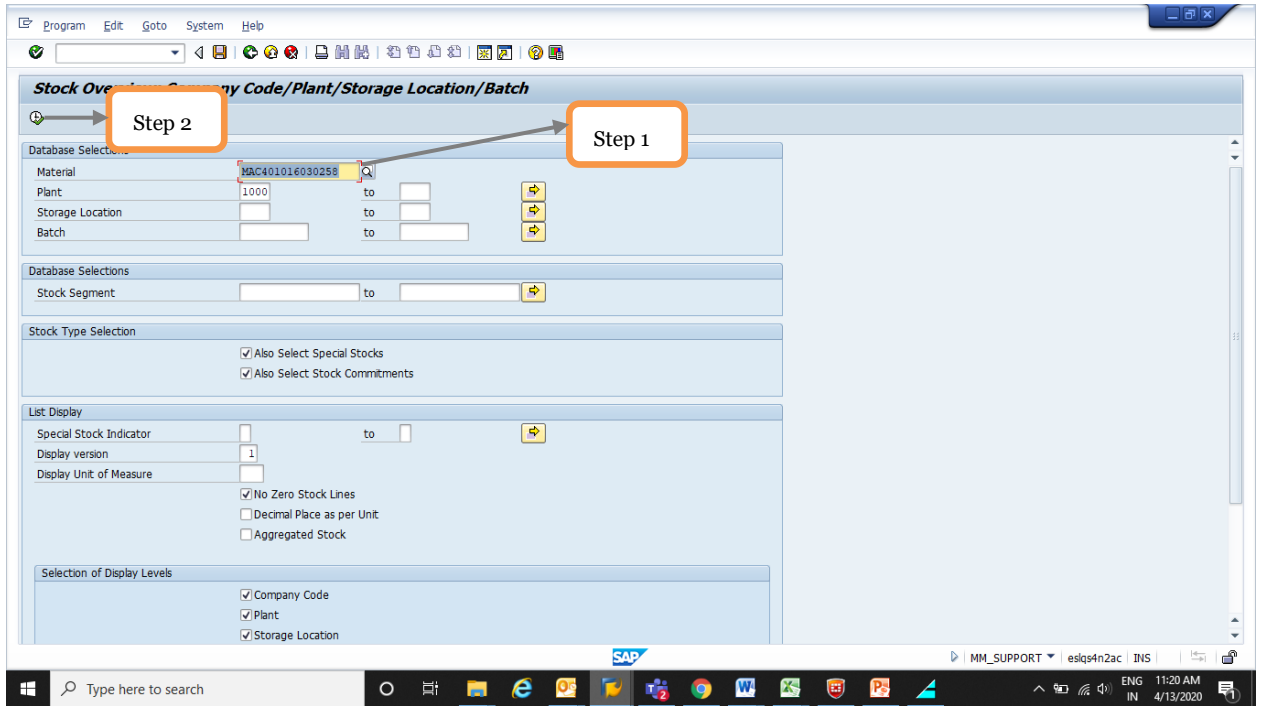 Program Edit Goto System Help
Stock Overview: Company Code/Plant/Storage Location/Batch
Step 2
Step 1
Database Selections
Material MAC401016030258
Plant 1000 to
Storage Location to
Batch to
Database Selections
Stock Segment to
Stock Type Selection
Also Select Special Stocks
Also Select Stock Commitments
List Display
Special Stock Indicator to
Display version 1
Display Unit of Measure
No Zero Stock Lines
Decimal Place as per Unit
Aggregated Stock
Selection of Display Levels
Company Code
Plant
Storage Location
SAP
MM_SUPPORT eslqs4n2ac INS
Type here to search
ENG 11:20 AM
IN 4/13/2020